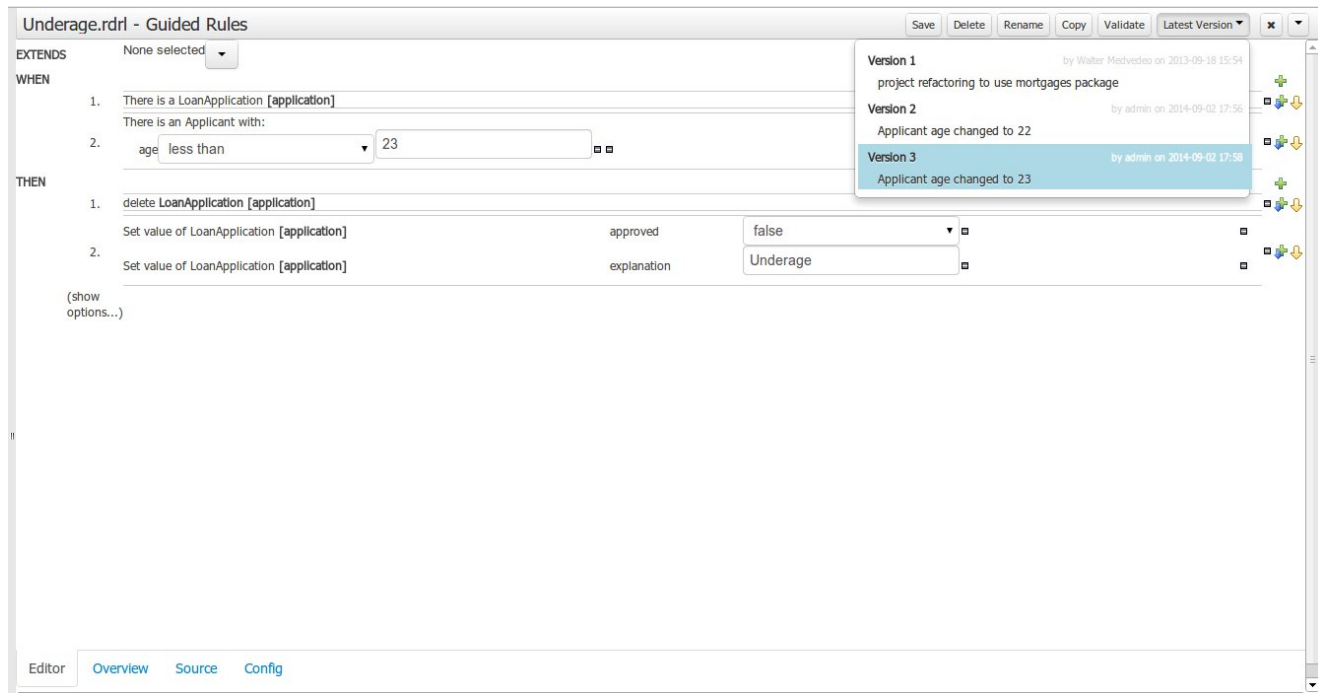 Underage.rdrl - Guided Rules
Save Delete Rename Copy Validate Latest Version
EXTENDS None selected
WHEN
1. There is a LoanApplication [application]
There is an Applicant with:
2. age less than 23
THEN
1. delete LoanApplication [application]
2.
Set value of LoanApplication [application] approved false
Set value of LoanApplication [application] explanation Underage
(show
options...)
Version 1 by Walter Medvedeo on 2013-09-18 15:54
project refactoring to use mortgages package
Version 2 by admin on 2014-09-02 17:56
Applicant age changed to 22
Version 3 by admin on 2014-09-02 17:58
Applicant age changed to 23
Editor Overview Source Config